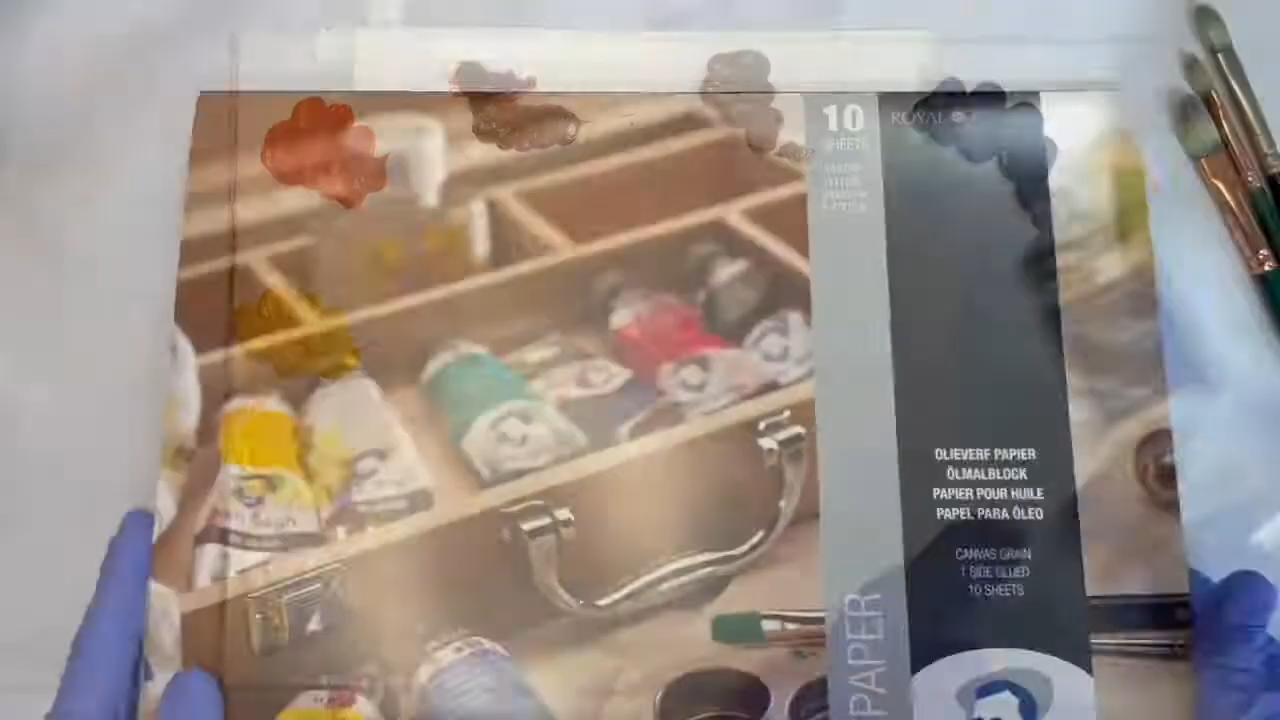 10
SHEETS
ROYAL
OLIEVERF PAPIER
ÖLMALBLOCK
PAPIER POUR HUILE
PAPEL PARA ÓLEO
CANVAS GRAIN
1 SIDE GLUED
10 SHEETS
PAPER